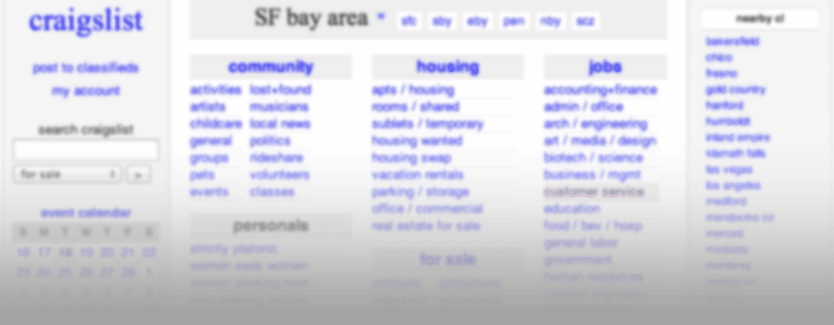 craigslist
post to classifieds
my account
search craigslist
for sale >
event calendar
S M T W T F S
16 17 18 19 20 21 22
23 24 25 26 27 28 1
SF bay area sfc sby eby pen nby scz
community
activities lost+found
artists musicians
childcare local news
general politics
groups rideshare
pets volunteers
events classes
personals
strictly platonic
women seek women
housing
apts / housing
rooms / shared
sublets / temporary
housing wanted
housing swap
vacation rentals
parking / storage
office / commercial
real estate for sale
for sale
jobs
accounting+finance
admin / office
arch / engineering
art / media / design
biotech / science
business / mgmt
customer service
education
food / bev / hosp
general labor
government
human resources
nearby cl
bakersfield
chico
fresno
gold country
hanford
humboldt
inland empire
klamath falls
las vegas
los angeles
medford
mendocino co
merced
modesto
monterey